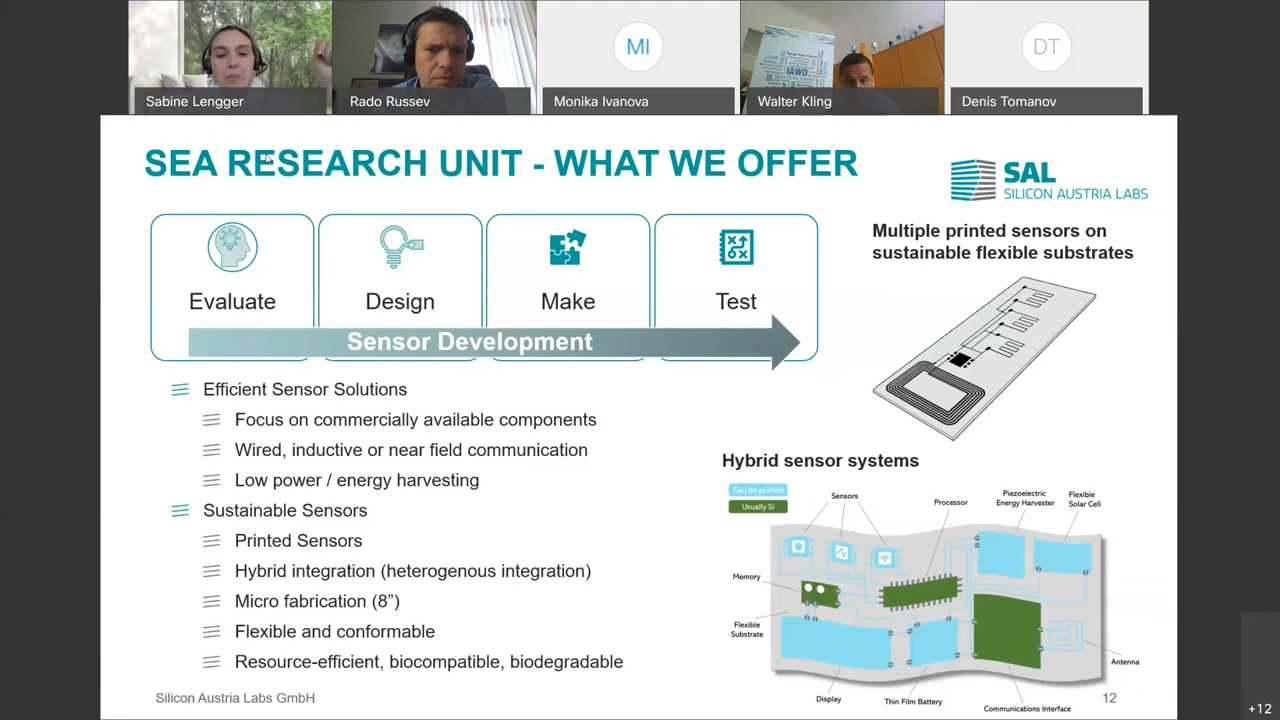 MI
DT
IAWD
Sabine Lengger
Rado Russev
Monika Ivanova
Walter Kling
Denis Tomanov
SEA RESEARCH UNIT - WHAT WE OFFER
SAL
SILICON AUSTRIA LABS
Evaluate
Design
Make
Test
Sensor Development
Multiple printed sensors on
sustainable flexible substrates
Efficient Sensor Solutions
Focus on commercially available components
Wired, inductive or near field communication
Low power / energy harvesting
Sustainable Sensors
Printed Sensors
Hybrid integration (heterogenous integration)
Micro fabrication (8”)
Flexible and conformable
Resource-efficient, biocompatible, biodegradable
Hybrid sensor systems
Can be printed
Usually Si
Sensors
Processor
Piezoelectric
Energy Harvester
Flexible
Solar Cell
Memory
Flexible
Substrate
Antenna
Display
Thin Film Battery
Communications Interface
Silicon Austria Labs GmbH
12
+12